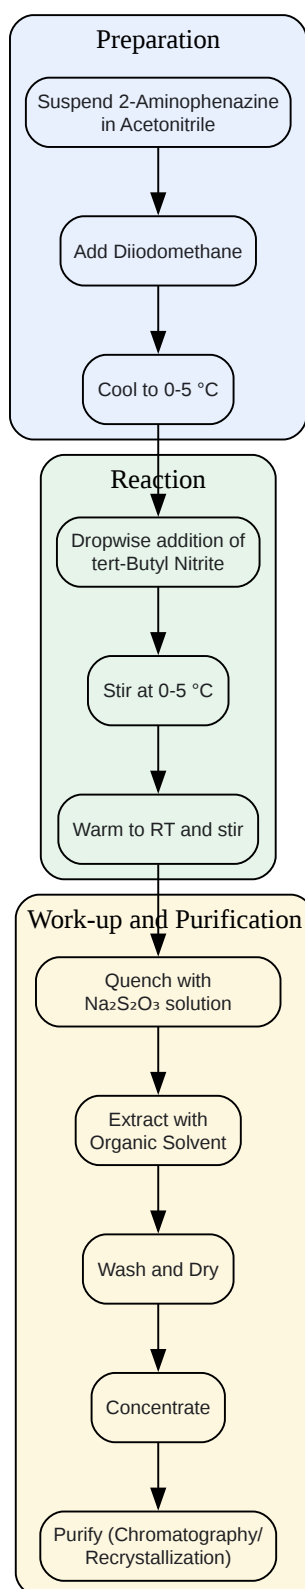 Preparation
Suspend 2-Aminophenazine
in Acetonitrile
Add Diiodomethane
Cool to 0-5 °C
Reaction
Dropwise addition of
tert-Butyl Nitrite
Stir at 0-5 °C
Warm to RT and stir
Work-up and Purification
Quench with
Na₂S₂O₃ solution
Extract with
Organic Solvent
Wash and Dry
Concentrate
Purify (Chromatography/
Recrystallization)